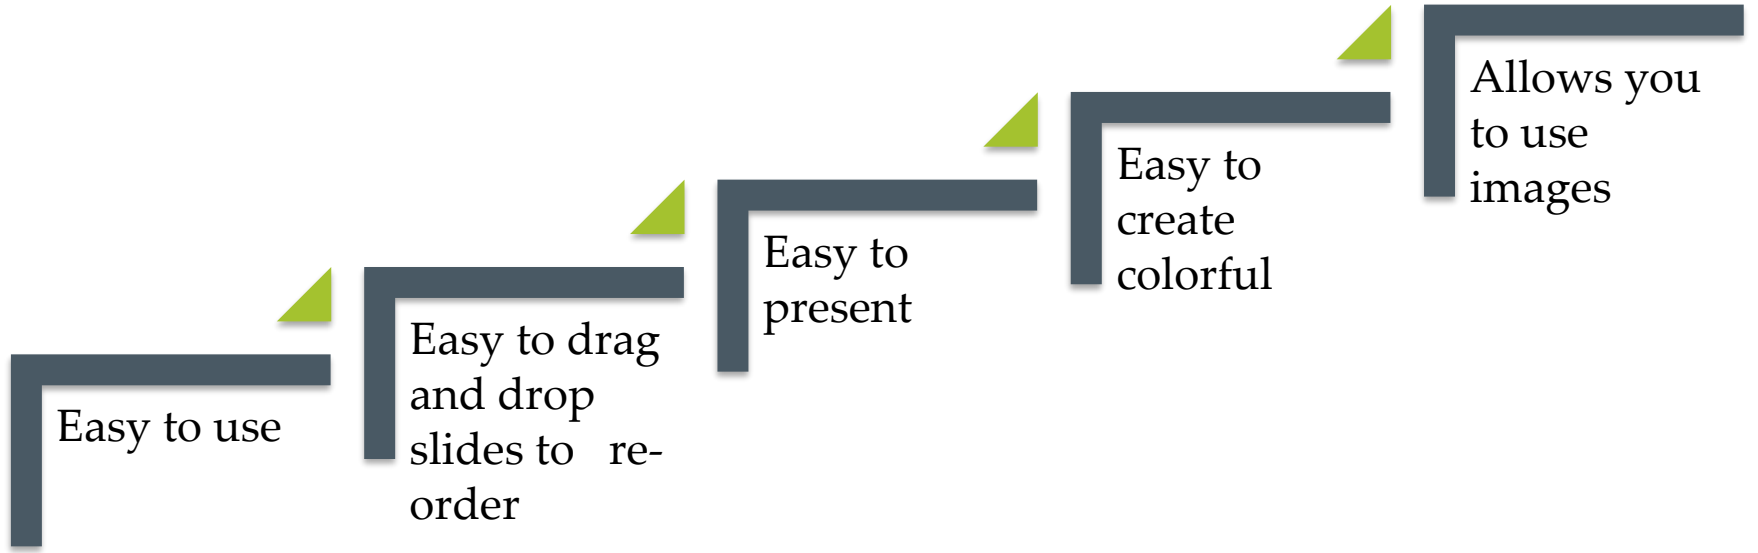 Easy to use
Easy to drag
and drop
slides to   re-
order
Easy to
present
Easy to
create
colorful
Allows you
to use
images